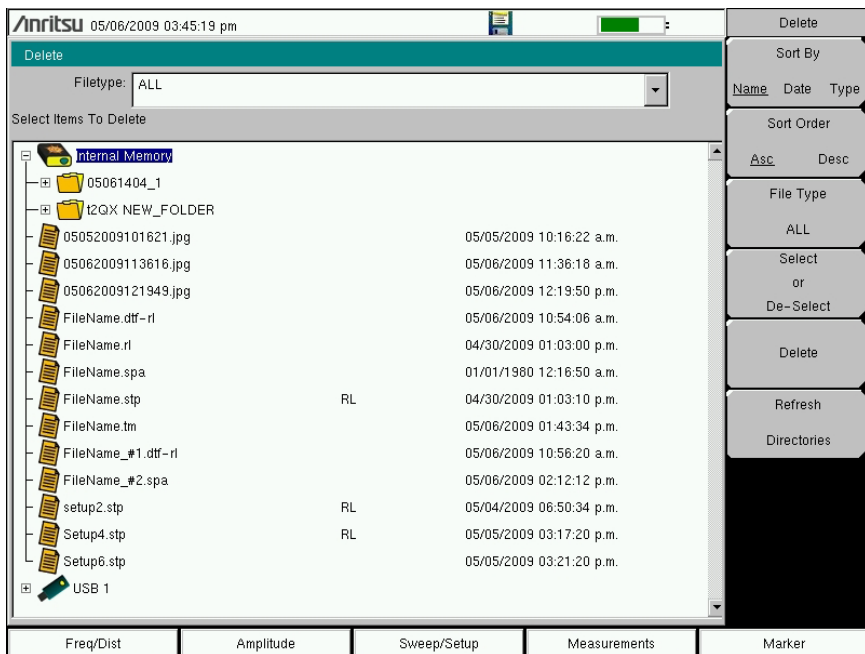 Anritsu 05/06/2009 03:45:19 pm
Delete
Filetype: ALL
Select Items To Delete
Internal Memory
05061404_1
t2QX NEW_FOLDER
05052009101621.jpg 05/05/2009 10:16:22 a.m.
05062009113616.jpg 05/06/2009 11:36:18 a.m.
05062009121949.jpg 05/06/2009 12:19:50 p.m.
FileName.dtf-rl 05/06/2009 10:54:06 a.m.
FileName.rl 04/30/2009 01:03:00 p.m.
FileName.spa 01/01/1980 12:16:50 a.m.
FileName.stp RL 04/30/2009 01:03:10 p.m.
FileName.tm 05/06/2009 01:43:34 p.m.
FileName_#1.dtf-rl 05/06/2009 10:56:20 a.m.
FileName_#2.spa 05/06/2009 02:12:12 p.m.
setup2.stp RL 05/04/2009 06:50:34 p.m.
Setup4.stp RL 05/05/2009 03:17:20 p.m.
Setup6.stp 05/05/2009 03:21:20 p.m.
USB 1
Delete
Sort By
Name Date Type
Sort Order
Asc Desc
File Type
ALL
Select
or
De-Select
Delete
Refresh
Directories
Freq/Dist Amplitude Sweep/Setup Measurements Marker